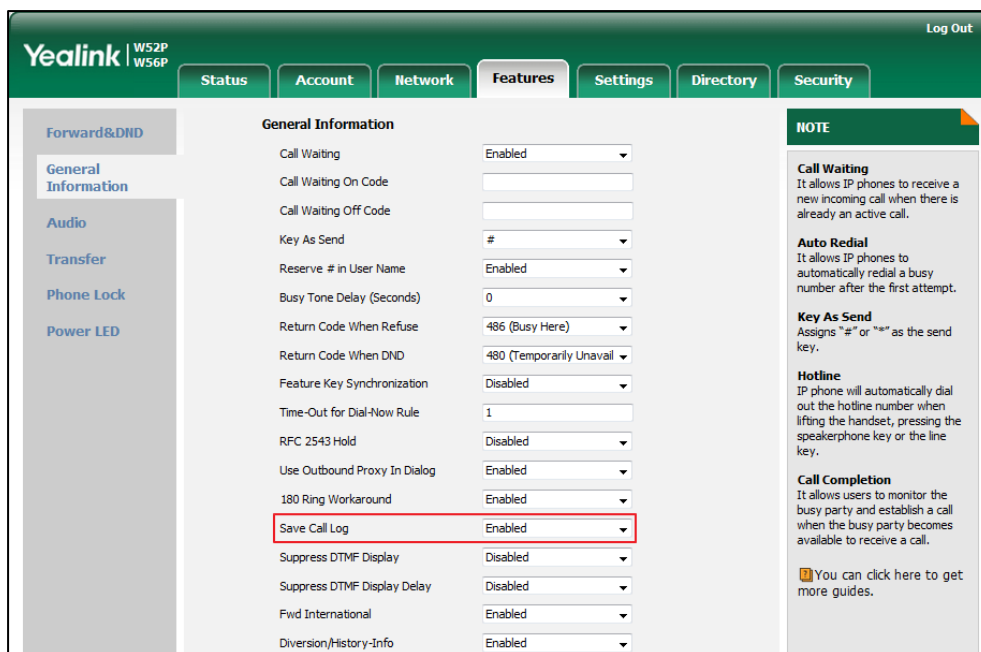 Log Out
Yealink | W52P
W56P
Status Account Network Features Settings Directory Security
Forward&DND
General
Information
Audio
Transfer
Phone Lock
Power LED
General Information
Call Waiting Enabled
Call Waiting On Code
Call Waiting Off Code
Key As Send #
Reserve # in User Name Enabled
Busy Tone Delay (Seconds) 0
Return Code When Refuse 486 (Busy Here)
Return Code When DND 480 (Temporarily Unavail
Feature Key Synchronization Disabled
Time-Out for Dial-Now Rule 1
RFC 2543 Hold Disabled
Use Outbound Proxy In Dialog Enabled
180 Ring Workaround Enabled
Save Call Log Enabled
Suppress DTMF Display Disabled
Suppress DTMF Display Delay Disabled
Fwd International Enabled
Diversion/History-Info Enabled
NOTE
Call Waiting
It allows IP phones to receive a
new incoming call when there is
already an active call.
Auto Redial
It allows IP phones to
automatically redial a busy
number after the first attempt.
Key As Send
Assigns "#" or "*" as the send
key.
Hotline
IP phone will automatically dial
out the hotline number when
lifting the handset, pressing the
speakerphone key or the line
key.
Call Completion
It allows users to monitor the
busy party and establish a call
when the busy party becomes
available to receive a call.
? You can click here to get
more guides.